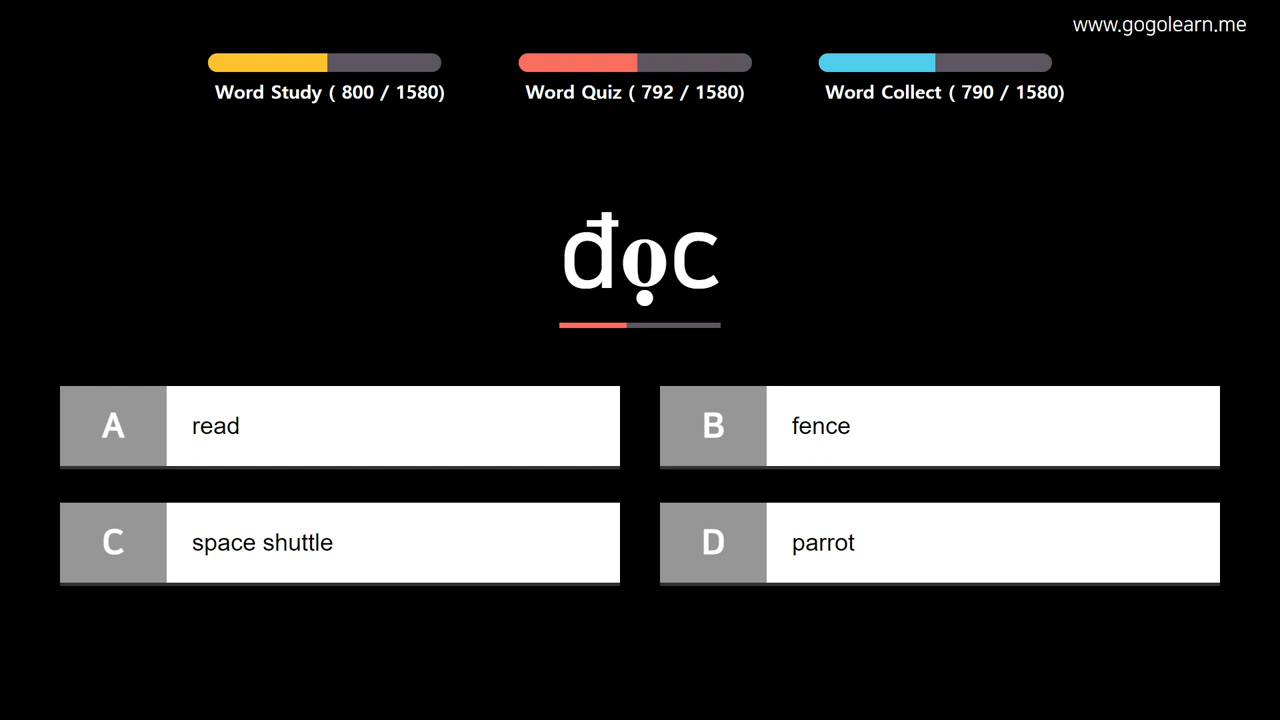 www.gogolearn.me
Word Study ( 800 / 1580)
Word Quiz ( 792 / 1580)
Word Collect ( 790 / 1580)
đọc
A read
B fence
C space shuttle
D parrot